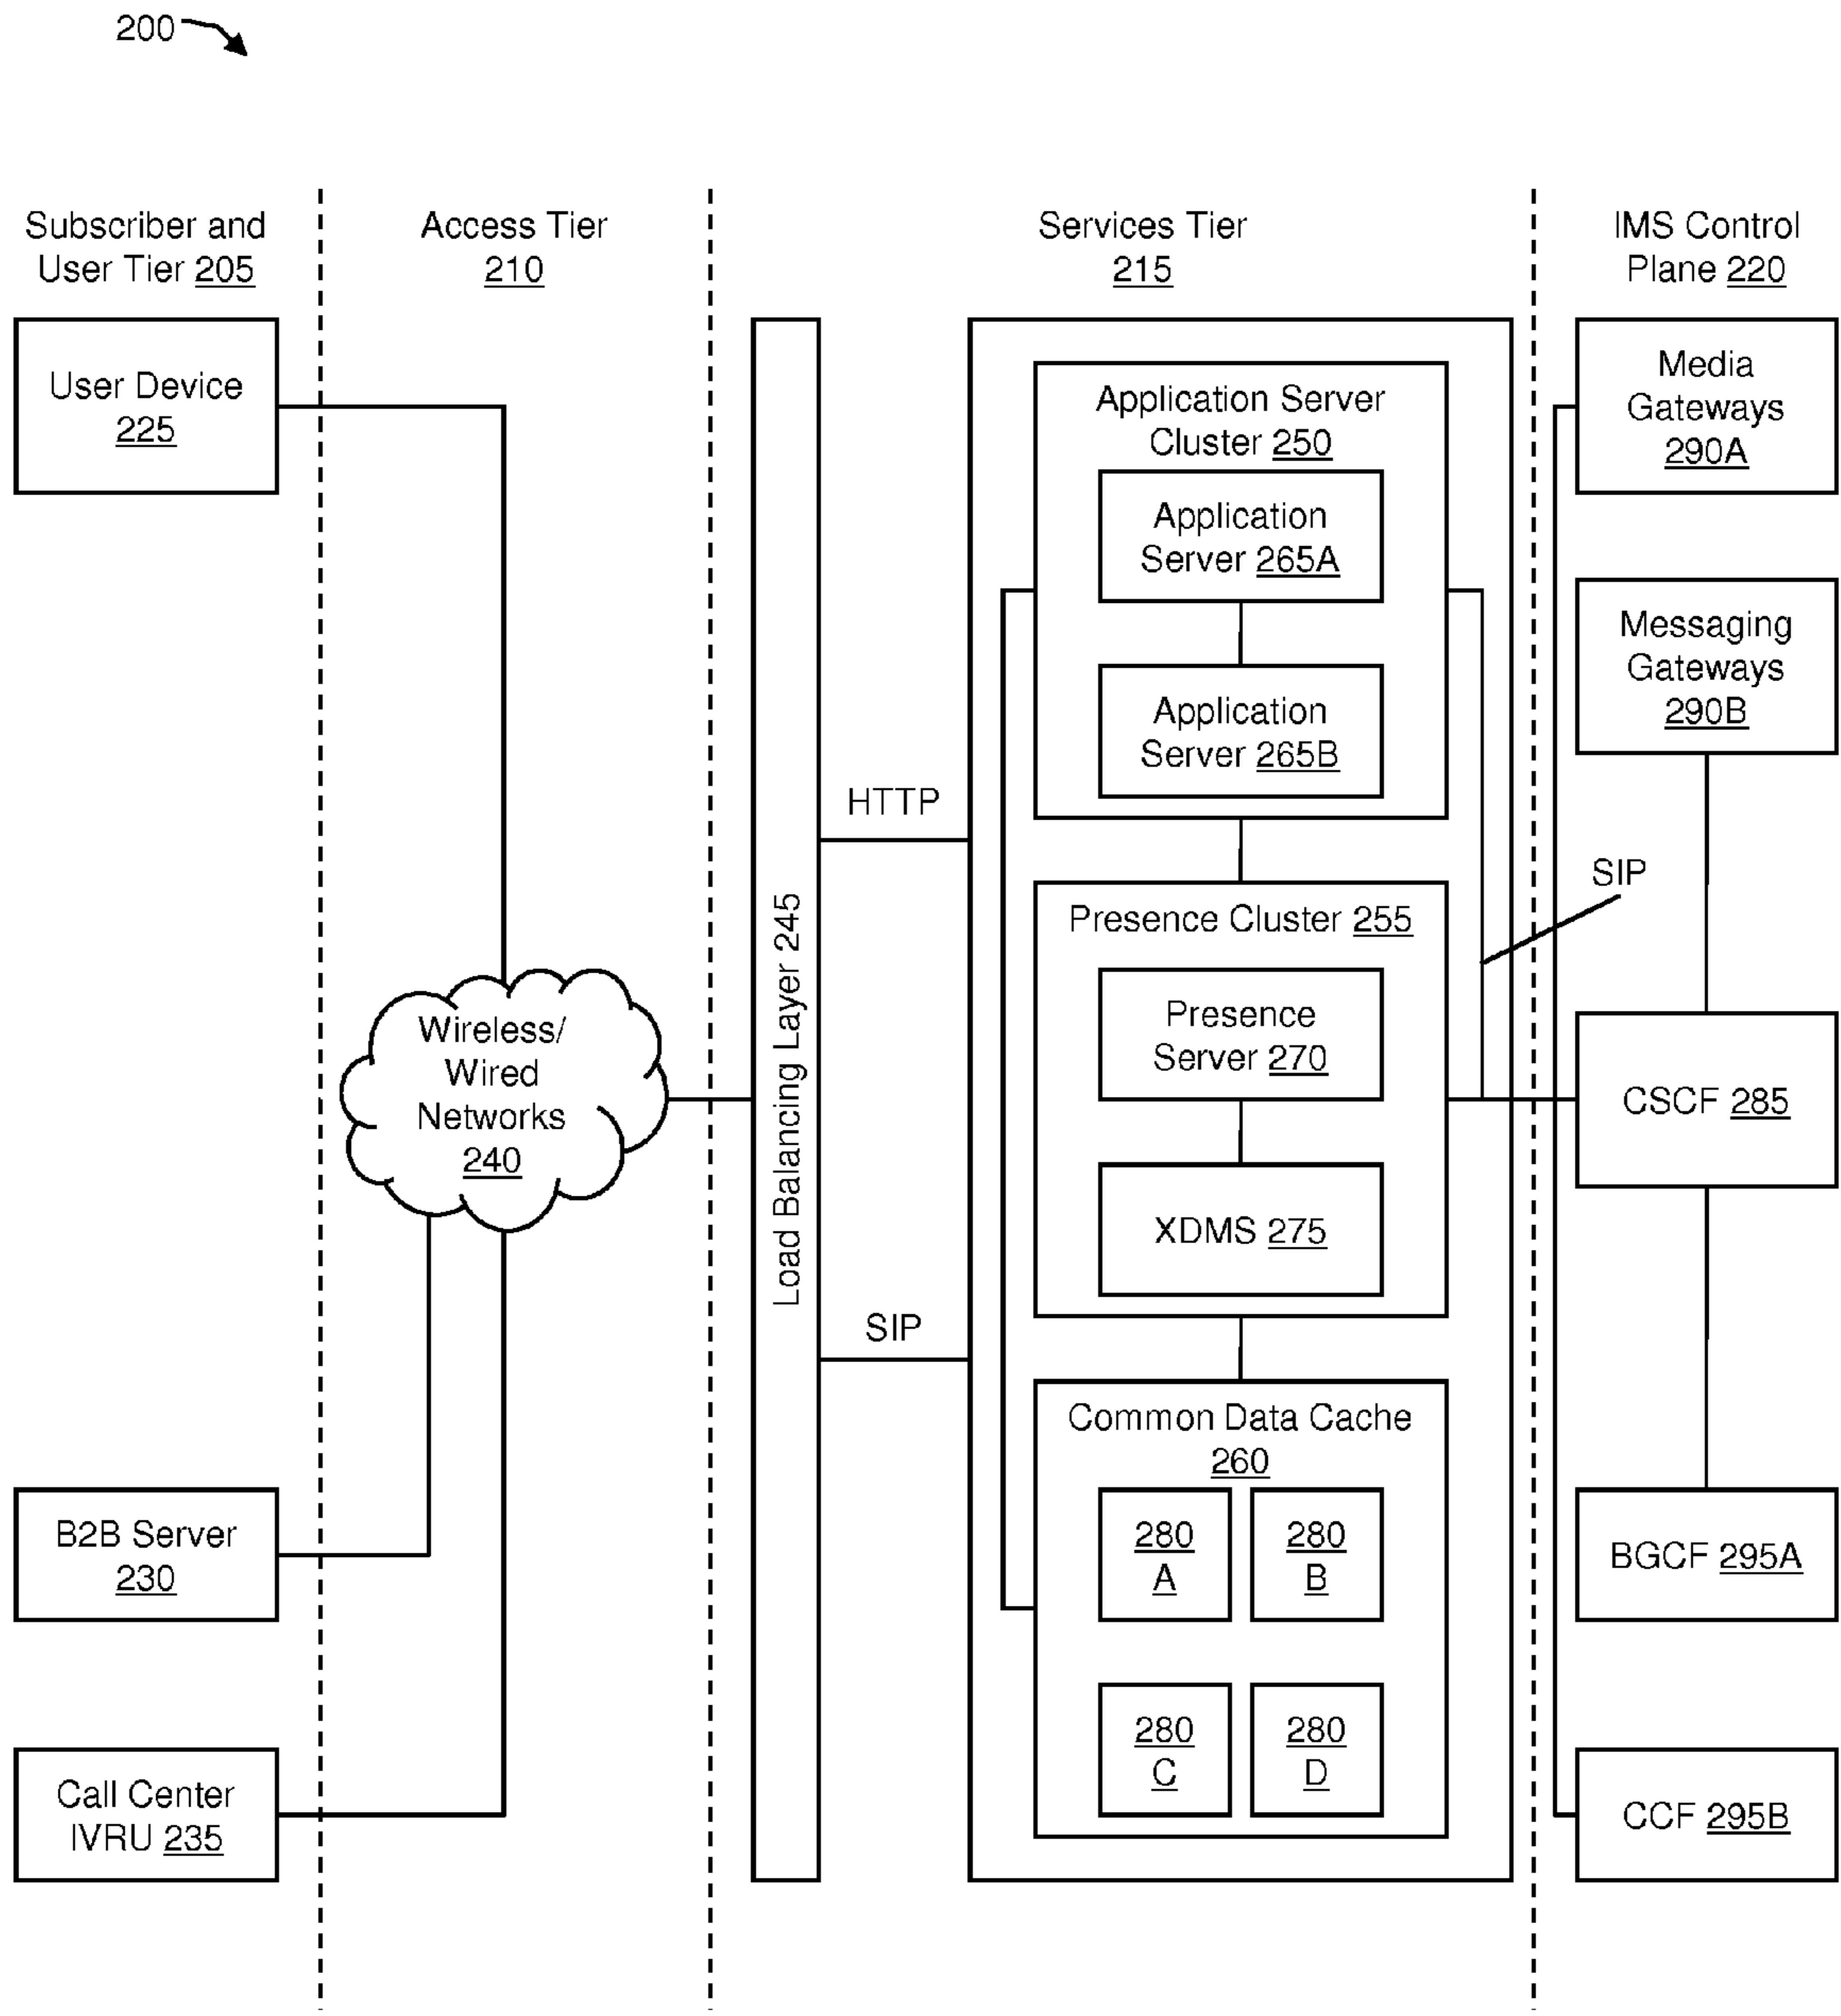 200
Subscriber and
User Tier 205
Access Tier
210
Services Tier
215
IMS Control
Plane 220
User Device
225
B2B Server
230
Call Center
IVRU 235
Wireless/
Wired
Networks
240
Load Balancing Layer 245
HTTP
SIP
Application Server
Cluster 250
Application
Server 265A
Application
Server 265B
Presence Cluster 255
Presence
Server 270
XDMS 275
Common Data Cache
260
280
A
280
B
280
C
280
D
SIP
Media
Gateways
290A
Messaging
Gateways
290B
CSCF 285
BGCF 295A
CCF 295B